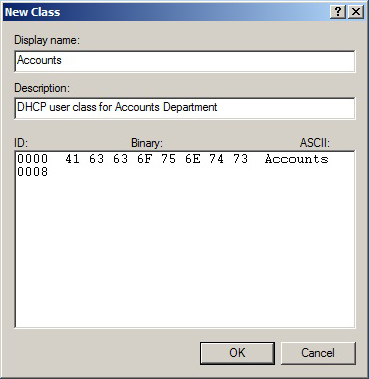 New Class
Display name:
Accounts
Description:
DHCP user class for Accounts Department
ID: Binary: ASCII:
0000 41 63 63 6F 75 6E 74 73 Accounts
0008
OK Cancel